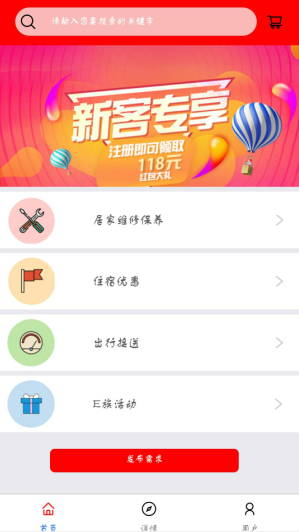 请输入您要搜索的关键字
新客专享
注册即可领取
118元
红包大礼
居家维修保养
住宿优惠
出行接送
E族活动
发布需求
首页
详情
用户